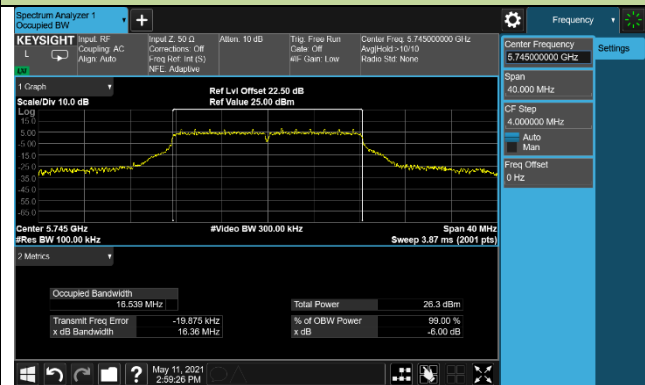 Spectrum Analyzer 1
Occupied BW
Frequency
KEYSIGHT
L
LM
Input: RF
Coupling: AC
Align: Auto
Input Z: 50 Ω
Corrections: Off
Freq Ref: Int (S)
NFE: Adaptive
Atten: 10 dB
Trig: Free Run
Gate: Off
#IF Gain: Low
Center Freq: 5.745000000 GHz
Avg|Hold:>10/10
Radio Std: None
Center Frequency
5.745000000 GHz
Settings
Span
40.000 MHz
CF Step
4.000000 MHz
Auto
Man
Freq Offset
0 Hz
1 Graph
Scale/Div 10.0 dB
Ref Lvl Offset 22.50 dB
Ref Value 25.00 dBm
Log
15.0
5.00
-5.00
-15.0
-25.0
-35.0
-45.0
-55.0
-65.0
Center 5.745 GHz
#Video BW 300.00 kHz
Span 40 MHz
#Res BW 100.00 kHz
Sweep 3.87 ms (2001 pts)
2 Metrics
Occupied Bandwidth
16.539 MHz
Total Power 26.3 dBm
Transmit Freq Error -19.875 kHz
% of OBW Power 99.00 %
x dB Bandwidth 16.36 MHz
x dB -6.00 dB
May 11, 2021
2:59:26 PM